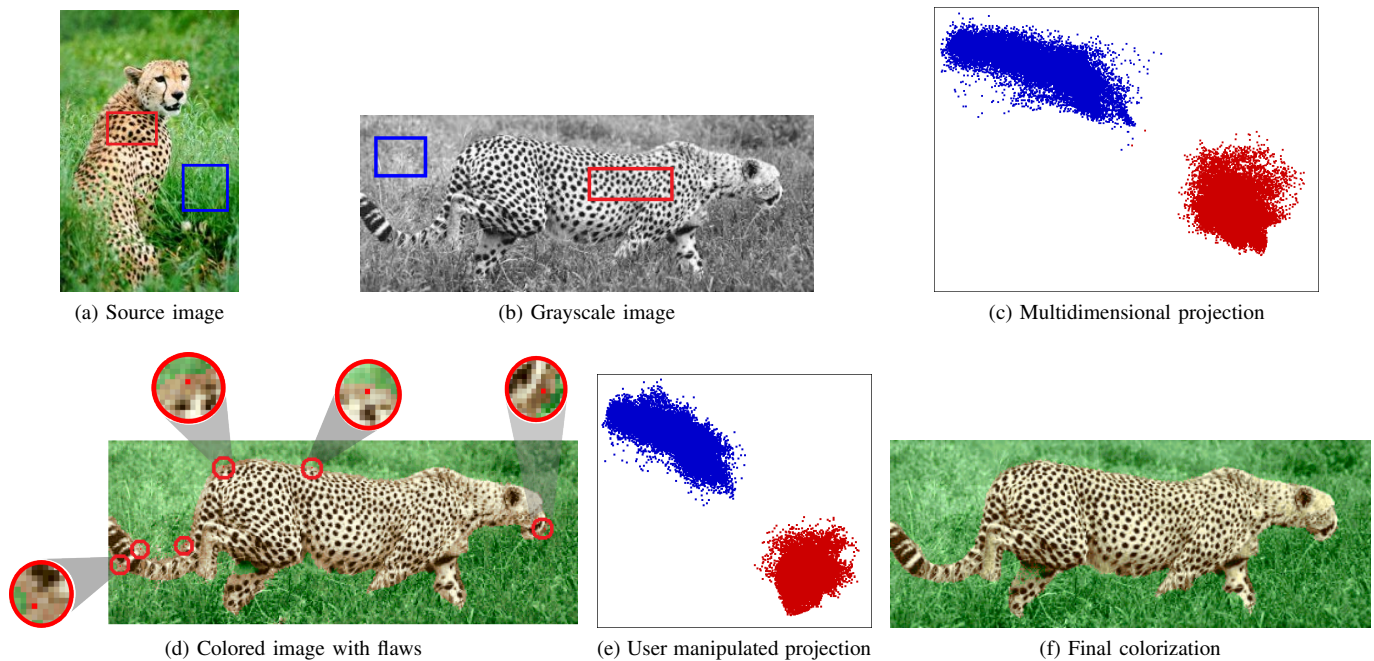 (a) Source image
(b) Grayscale image
(c) Multidimensional projection
(d) Colored image with flaws
(e) User manipulated projection
(f) Final colorization